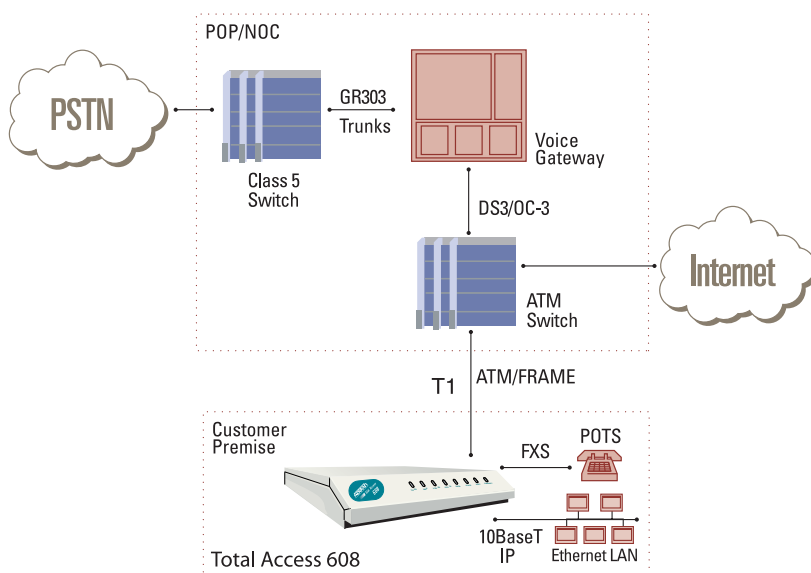 POP/NOC
PSTN
GR303
Trunks
Class 5
Switch
Voice
Gateway
DS3/OC-3
Internet
ATM
Switch
T1
ATM/FRAME
Customer
Premise
POTS
FXS
10BaseT
IP
Ethernet LAN
Total Access 608